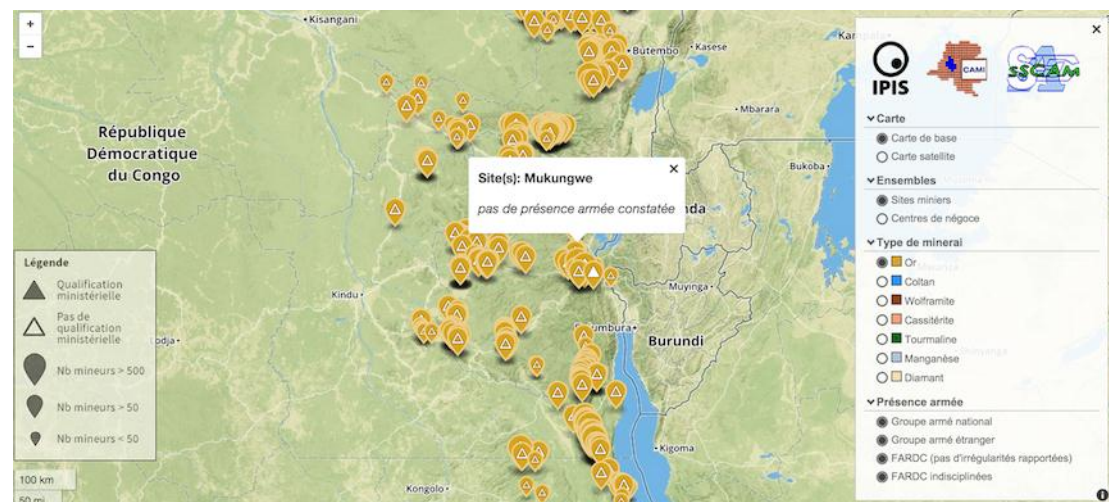 +
−
Kisangani
Butembo
Kasese
Mbarara
Bukoba
République
Démocratique
du Congo
Site(s): Mukungwe
×
pas de présence armée constatée
nda
Kindu
Muyinga
Burundi
Kigoma
Kongolo
Légende
Qualification
ministérielle
Pas de
qualification
ministérielle
Nb mineurs > 500
Nb mineurs > 50
Nb mineurs < 50
100 km
50 mi
×
IPIS
CAMI
SSCAM
Carte
Carte de base
Carte satellite
Ensembles
Sites miniers
Centres de négoce
Type de minerai
Or
Coltan
Wolframite
Cassitérite
Tourmaline
Manganèse
Diamant
Présence armée
Groupe armé national
Groupe armé étranger
FARDC (pas d'irrégularités rapportées)
FARDC indisciplinées